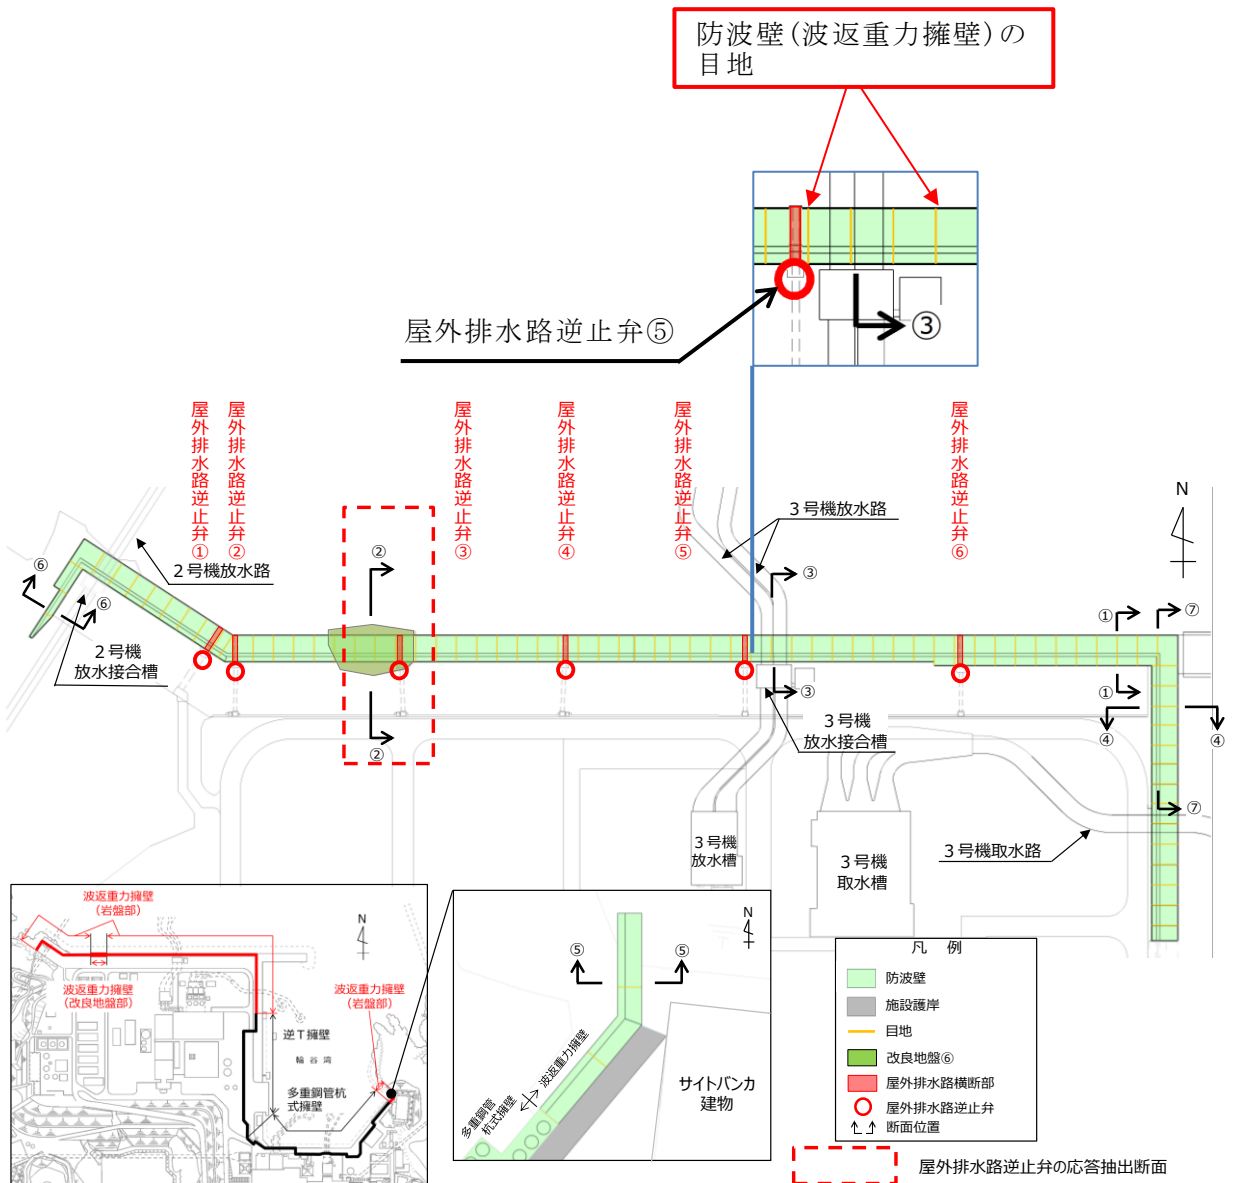 防波壁(波返重力擁壁)の
目地
③
屋外排水路逆止弁⑤
屋外排水路逆止弁①
屋外排水路逆止弁②
屋外排水路逆止弁③
屋外排水路逆止弁④
屋外排水路逆止弁⑤
屋外排水路逆止弁⑥
N
3号機放水路
2号機放水路
⑥
⑥
②
②
③
③
①
①
⑦
⑦
④
④
2号機
放水接合槽
3号機
放水接合槽
3号機
放水槽
3号機
取水槽
3号機取水路
波返重力擁壁
(岩盤部)
N
波返重力擁壁
(改良地盤部)
波返重力擁壁
(岩盤部)
逆T擁壁
輪谷湾
多重鋼管杭
式擁壁
N
⑤
⑤
波返重力擁壁
多重鋼管
杭式擁壁
サイトバンカ
建物
凡 例
防波壁
施設護岸
目地
改良地盤⑥
屋外排水路横断部
屋外排水路逆止弁
断面位置
屋外排水路逆止弁の応答抽出断面